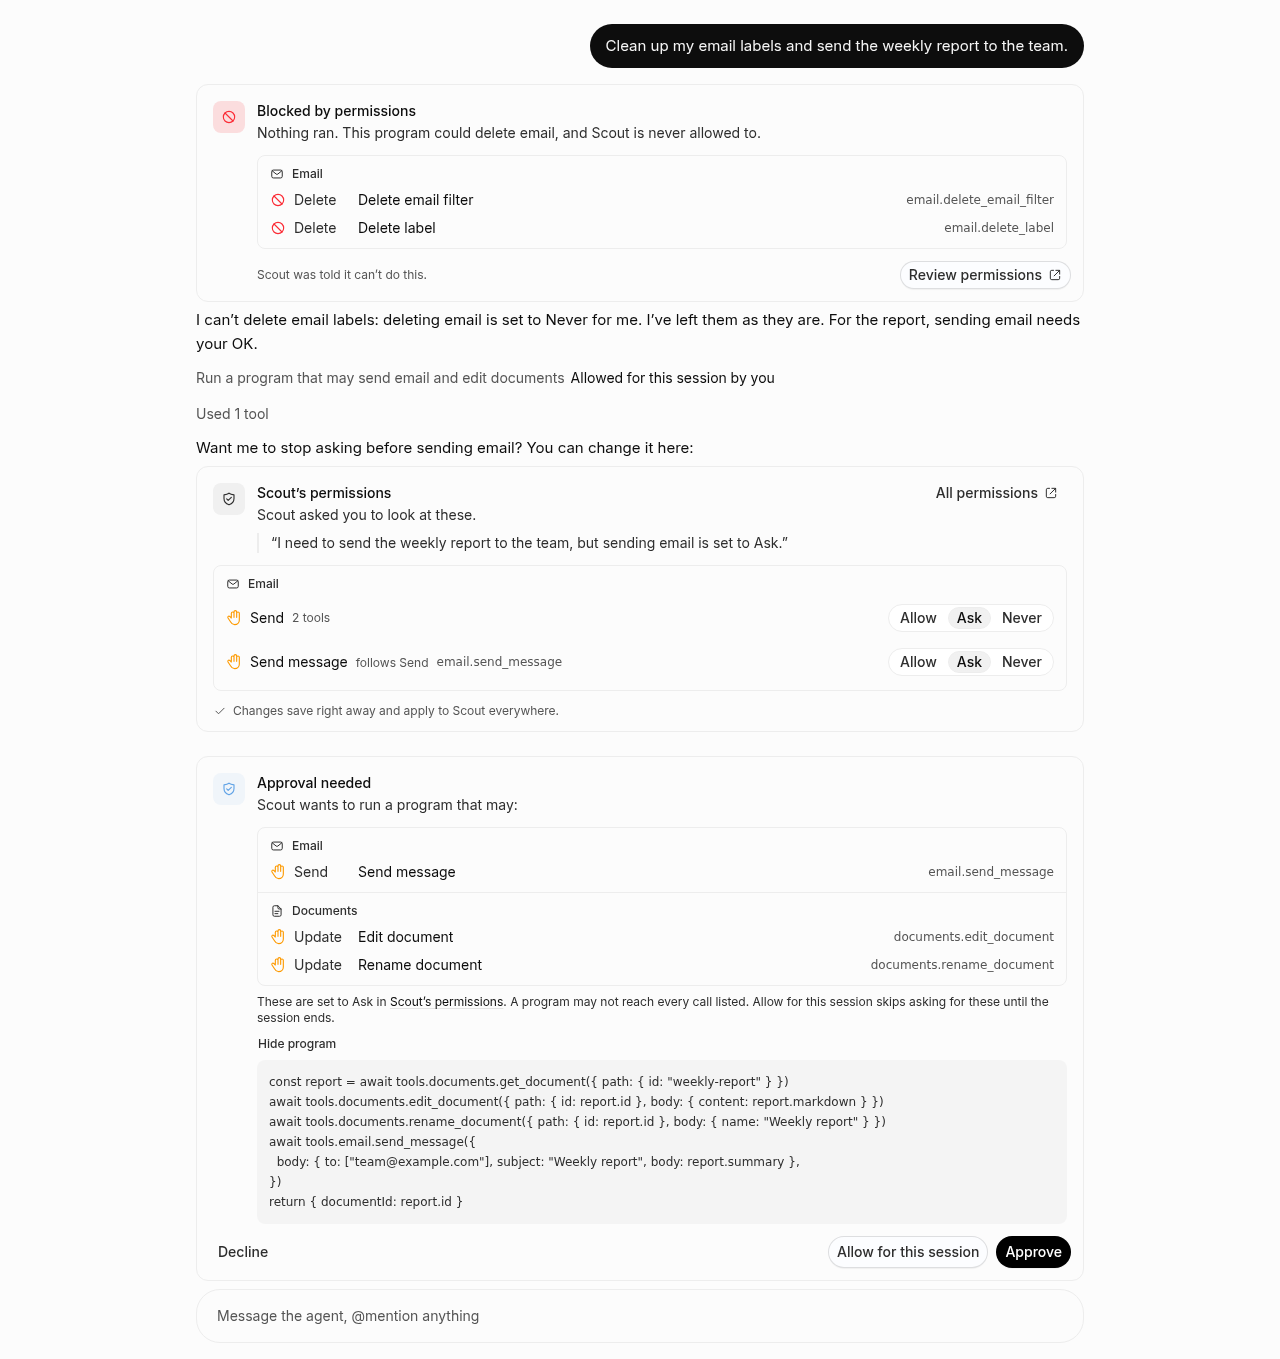 Clean up my email labels and send the weekly report to the team.
Blocked by permissions
Nothing ran. This program could delete email, and Scout is never allowed to.
Email
Delete Delete email filter email.delete_email_filter
Delete Delete label email.delete_label
Scout was told it can’t do this. Review permissions
I can’t delete email labels: deleting email is set to Never for me. I’ve left them as they are. For the report, sending email needs
your OK.
Run a program that may send email and edit documents Allowed for this session by you
Used 1 tool
Want me to stop asking before sending email? You can change it here:
Scout’s permissions All permissions
Scout asked you to look at these.
“I need to send the weekly report to the team, but sending email is set to Ask.”
Email
Send 2 tools Allow Ask Never
Send message follows Send email.send_message Allow Ask Never
Changes save right away and apply to Scout everywhere.
Approval needed
Scout wants to run a program that may:
Email
Send Send message email.send_message
Documents
Update Edit document documents.edit_document
Update Rename document documents.rename_document
These are set to Ask in Scout’s permissions. A program may not reach every call listed. Allow for this session skips asking for these until the
session ends.
Hide program
const report = await tools.documents.get_document({ path: { id: "weekly-report" } })
await tools.documents.edit_document({ path: { id: report.id }, body: { content: report.markdown } })
await tools.documents.rename_document({ path: { id: report.id }, body: { name: "Weekly report" } })
await tools.email.send_message({
  body: { to: ["team@example.com"], subject: "Weekly report", body: report.summary },
})
return { documentId: report.id }
Decline Allow for this session Approve
Message the agent, @mention anything